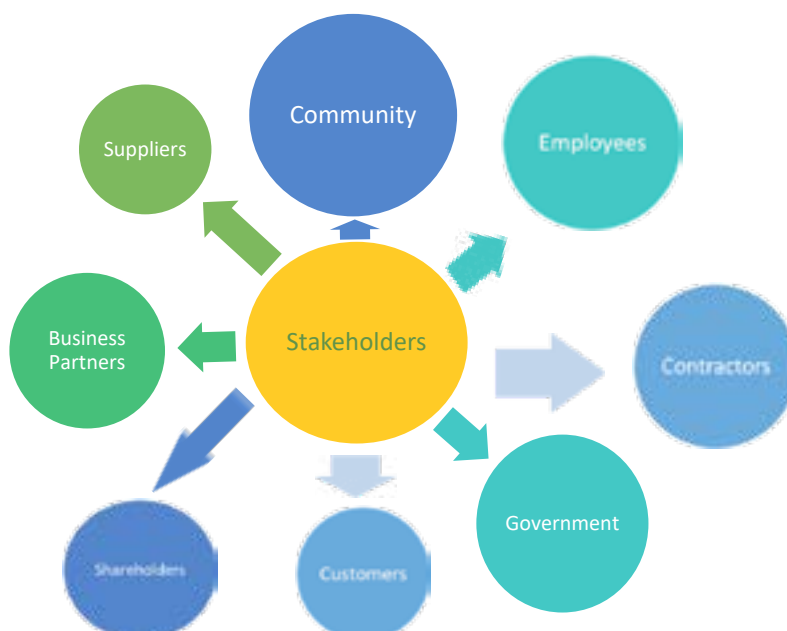 Community
Suppliers
Employees
Stakeholders
Business
Partners
Contractors
Government
Shareholders
Customers